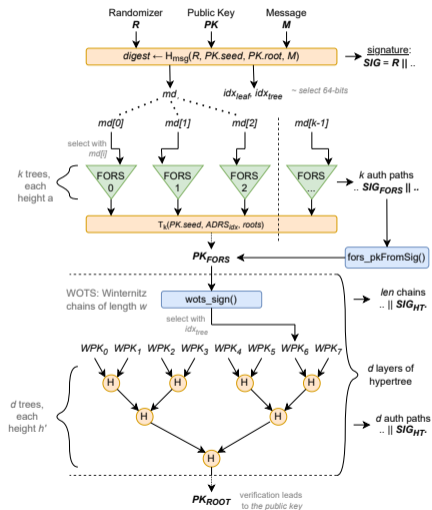 Randomizer Public Key Message
R PK M
digest ← Hmsg(R, PK.seed, PK.root, M)
signature:
SIG = R || ..
md
idxleaf, idxtree
~ select 64-bits
md[0] md[1] md[2] md[k-1]
select with
md[i]
k trees,
each
height a
FORS
0
FORS
1
FORS
2
FORS
...
k auth paths
.. SIGFORS || ..
Tk(PK.seed, ADRSidx, roots)
PKFORS
fors_pkFromSig()
WOTS: Winternitz
chains of length w
wots_sign()
len chains
.. || SIGHT.
select with
idxtree
WPK0 WPK1 WPK2 WPK3 WPK4 WPK5 WPK6 WPK7
d layers of
hypertree
H H H H
d trees,
each
height h'
H H
d auth paths
.. || SIGHT.
H
PKROOT
verification leads
to the public key